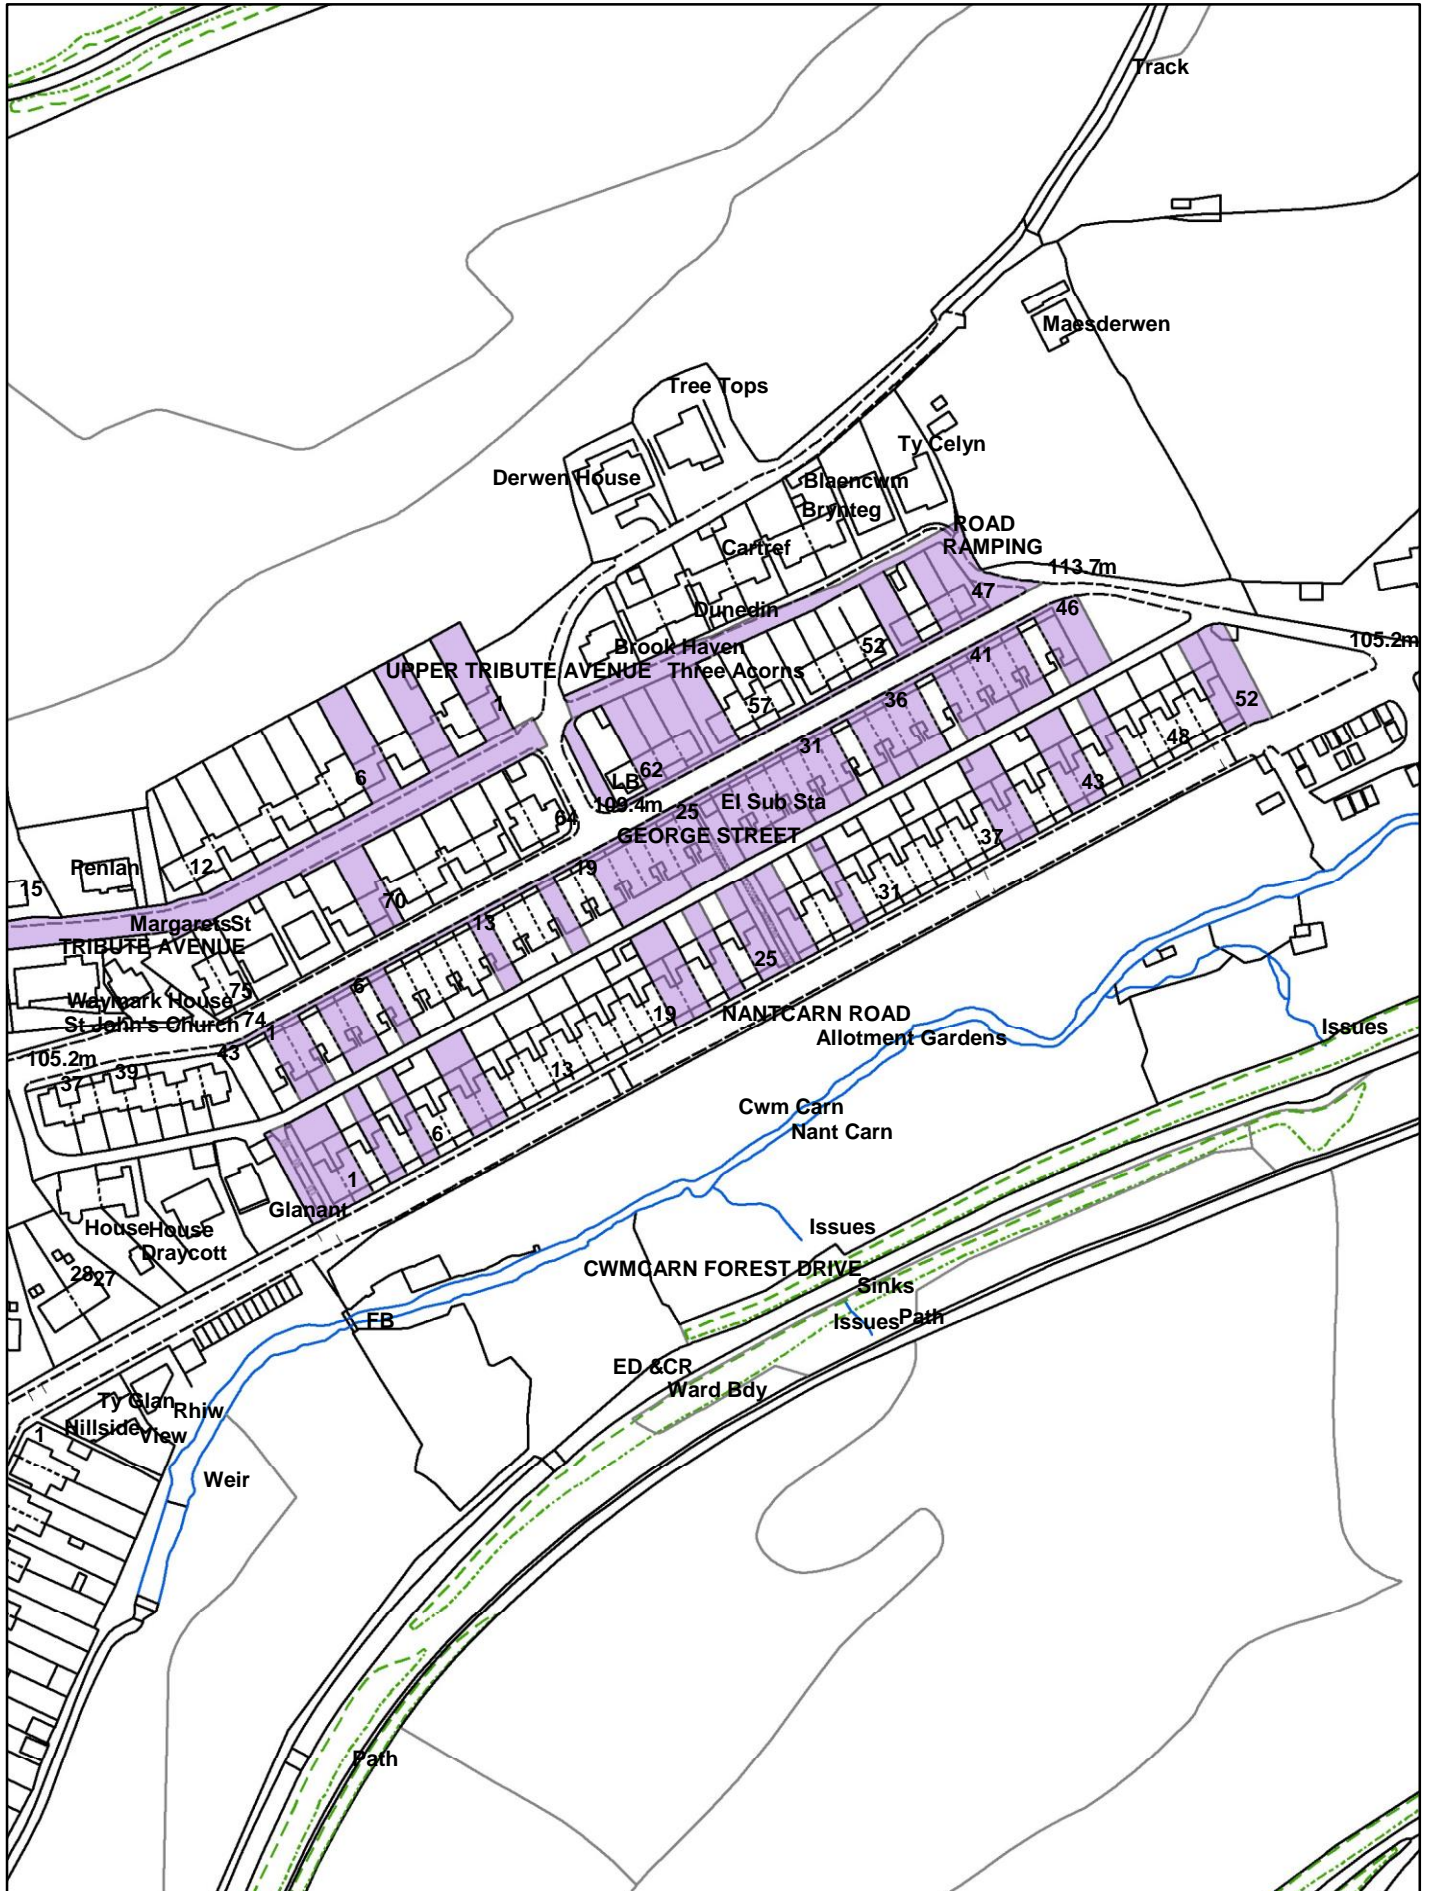 Track
Maesderwen
Tree Tops
Ty Celyn
Derwen House
Blaencwm
Brynteg
ROAD
RAMPING
Cartref
113.7m
47
Dunedin
46
Brook Haven
52
105.2m
UPPER TRIBUTE AVENUE
Three Acorns
41
1
57
36
52
31
48
6
62
LB
43
El Sub Sta
109.4m
25
64
GEORGE STREET
37
Penlan
12
19
15
70
31
MargaretsSt
13
TRIBUTE AVENUE
25
75
6
Waymark House
19
NANTCARN ROAD
St John's Church
74
1
Allotment Gardens
Issues
43
105.2m
39
37
13
Cwm Carn
Nant Carn
6
1
Glanant
House
House
Issues
Draycott
CWMCARN FOREST DRIVE
28
27
Sinks
FB
Issues
Path
ED &CR
Ward Bdy
Ty Glan
Rhiw
Hillside
View
1
Weir
Path